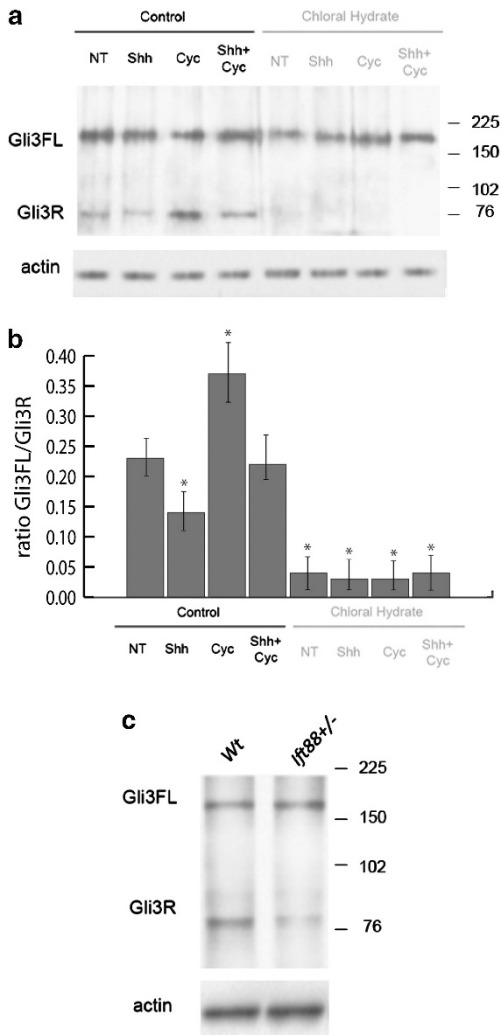 a
Control Chloral Hydrate
NT Shh Cyc Shh+ Cyc NT Shh Cyc Shh+ Cyc
Gli3FL
Gli3R
225
150
102
76
actin
b
ratio Gli3FL/Gli3R
0.40
0.35
0.30
0.25
0.20
0.15
0.10
0.05
0.00
* * * * * *
Control Chloral Hydrate
NT Shh Cyc Shh+ Cyc NT Shh Cyc Shh+ Cyc
c
Wt Ift88+/-
Gli3FL
Gli3R
225
150
102
76
actin